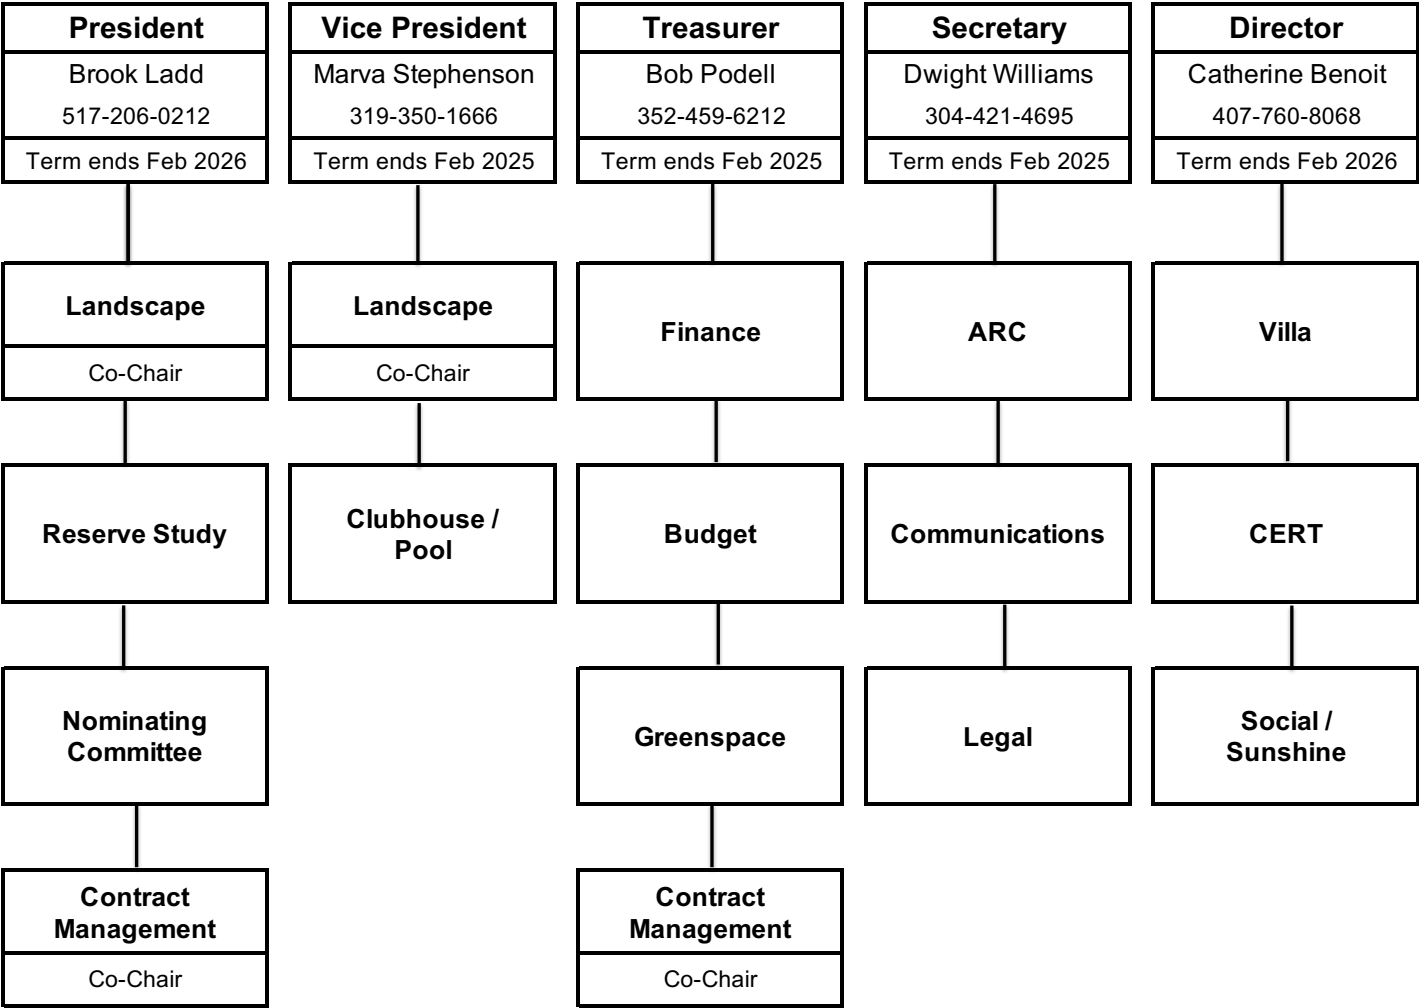 President
Brook Ladd
517-206-0212
Term ends Feb 2026
Landscape
Co-Chair
Reserve Study
Nominating
Committee
Contract
Management
Co-Chair
Vice President
Marva Stephenson
319-350-1666
Term ends Feb 2025
Landscape
Co-Chair
Clubhouse /
Pool
Treasurer
Bob Podell
352-459-6212
Term ends Feb 2025
Finance
Budget
Greenspace
Contract
Management
Co-Chair
Secretary
Dwight Williams
304-421-4695
Term ends Feb 2025
ARC
Communications
Legal
Director
Catherine Benoit
407-760-8068
Term ends Feb 2026
Villa
CERT
Social /
Sunshine